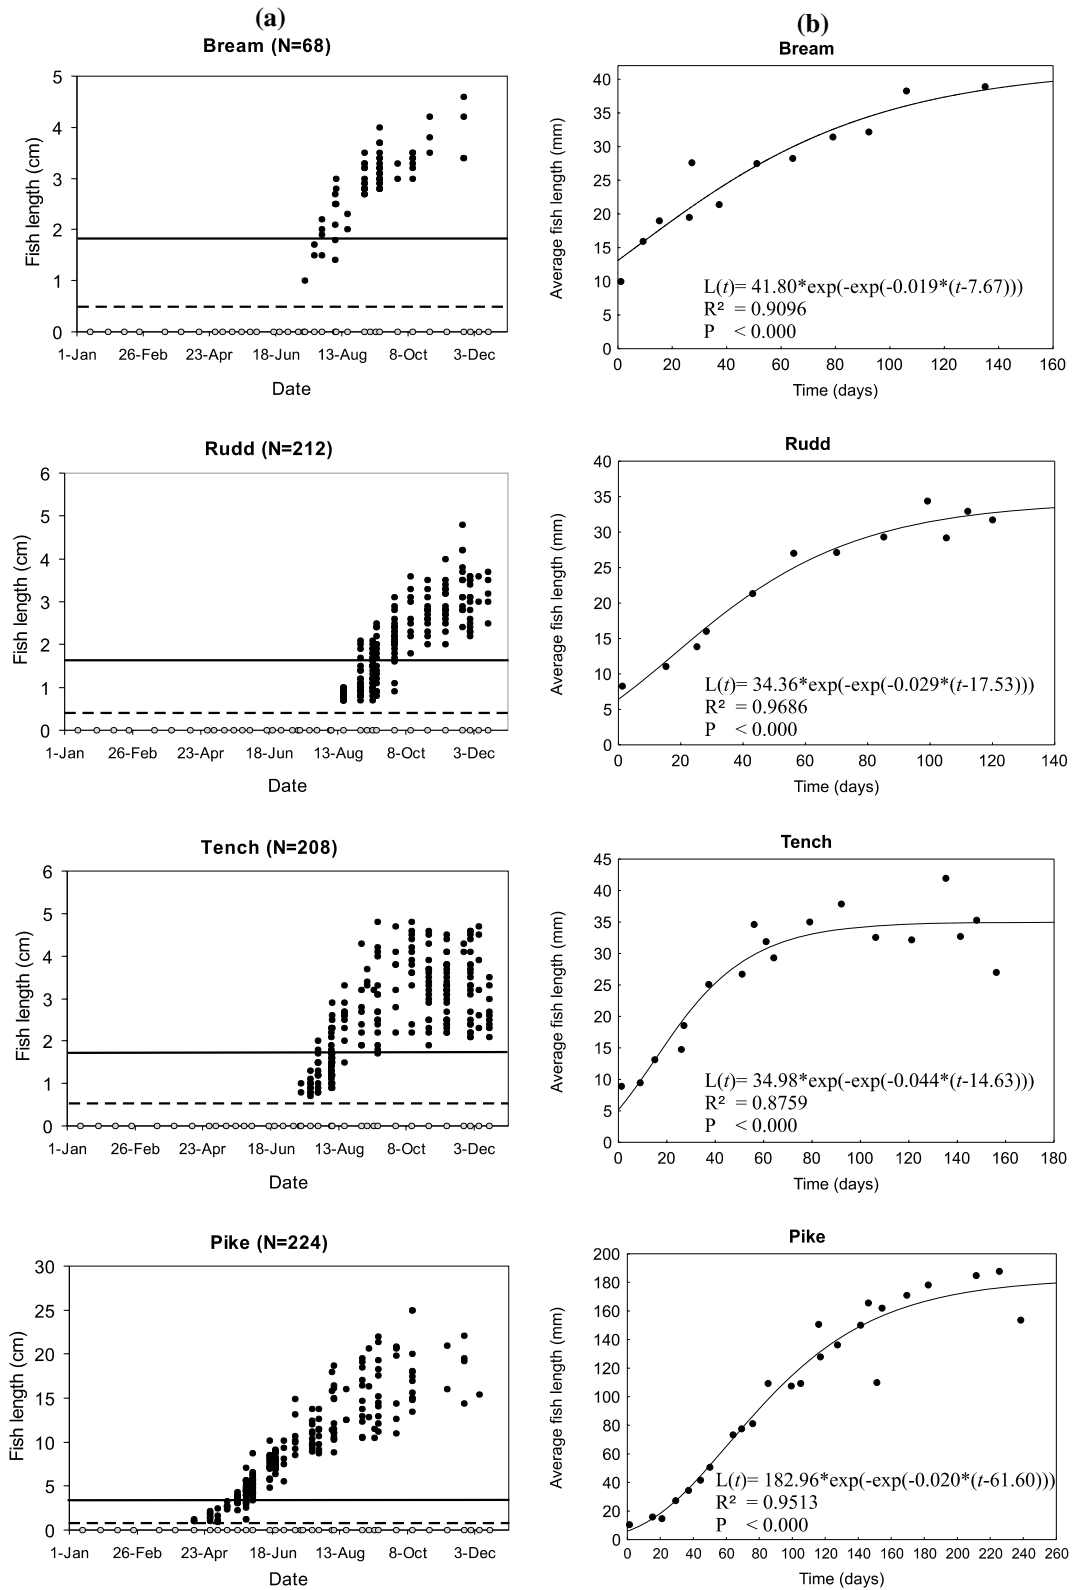 (a)
Bream (N=68)
Fish length (cm)
5
4
3
2
1
0
1-Jan 26-Feb 23-Apr 18-Jun 13-Aug 8-Oct 3-Dec
Date
(b)
Bream
Average fish length (mm)
40
35
30
25
20
15
10
5
0
L(t)= 41.80*exp(-exp(-0.019*(t-7.67)))
R² = 0.9096
P < 0.000
0 20 40 60 80 100 120 140 160
Time (days)
Rudd (N=212)
Fish length (cm)
6
5
4
3
2
1
0
1-Jan 26-Feb 23-Apr 18-Jun 13-Aug 8-Oct 3-Dec
Date
Rudd
Average fish length (mm)
40
35
30
25
20
15
10
5
0
L(t)= 34.36*exp(-exp(-0.029*(t-17.53)))
R² = 0.9686
P < 0.000
0 20 40 60 80 100 120 140
Time (days)
Tench (N=208)
Fish length (cm)
6
5
4
3
2
1
0
1-Jan 26-Feb 23-Apr 18-Jun 13-Aug 8-Oct 3-Dec
Date
Tench
Average fish length (mm)
45
40
35
30
25
20
15
10
5
0
L(t)= 34.98*exp(-exp(-0.044*(t-14.63)))
R² = 0.8759
P < 0.000
0 20 40 60 80 100 120 140 160 180
Time (days)
Pike (N=224)
Fish length (cm)
30
25
20
15
10
5
0
1-Jan 26-Feb 23-Apr 18-Jun 13-Aug 8-Oct 3-Dec
Date
Pike
Average fish length (mm)
200
180
160
140
120
100
80
60
40
20
0
L(t)= 182.96*exp(-exp(-0.020*(t-61.60)))
R² = 0.9513
P < 0.000
0 20 40 60 80 100 120 140 160 180 200 220 240 260
Time (days)